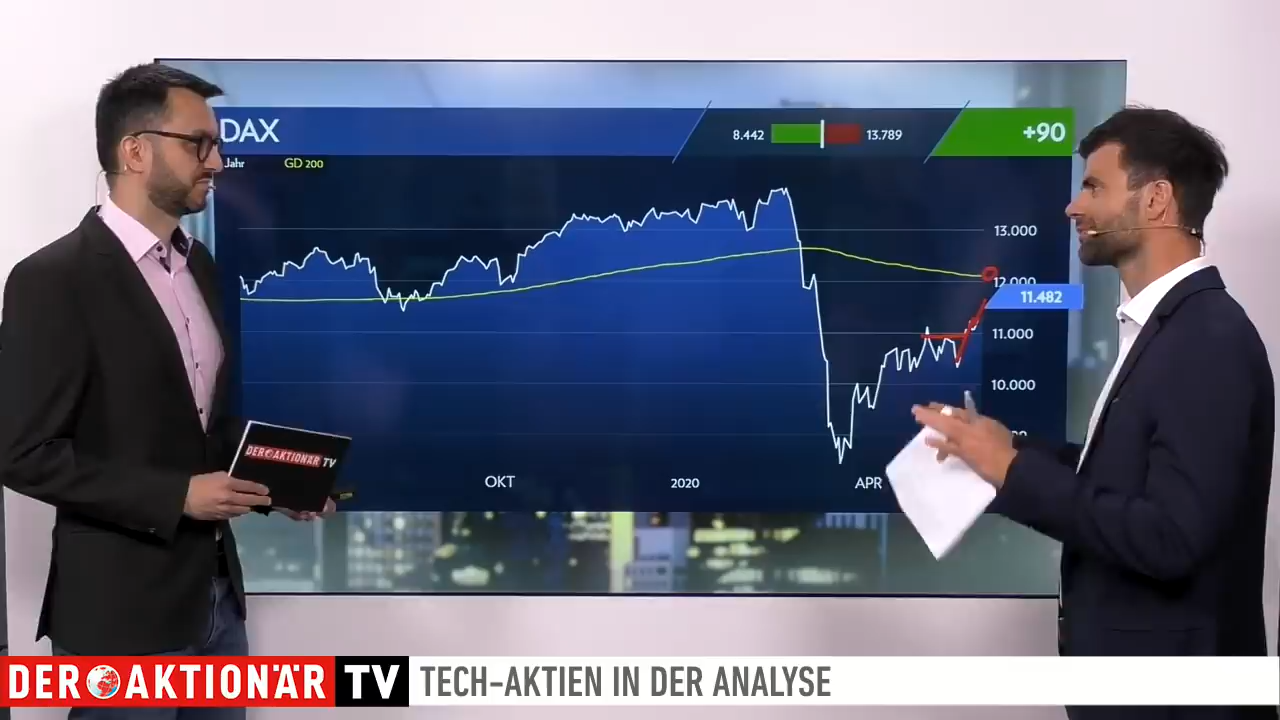 DAX
8.442
13.789
+90
Jahr
GD 200
13.000
12.000
11.482
11.000
10.000
OKT
2020
APR
DER AKTIONÄR TV
DER AKTIONÄR TV
TECH-AKTIEN IN DER ANALYSE